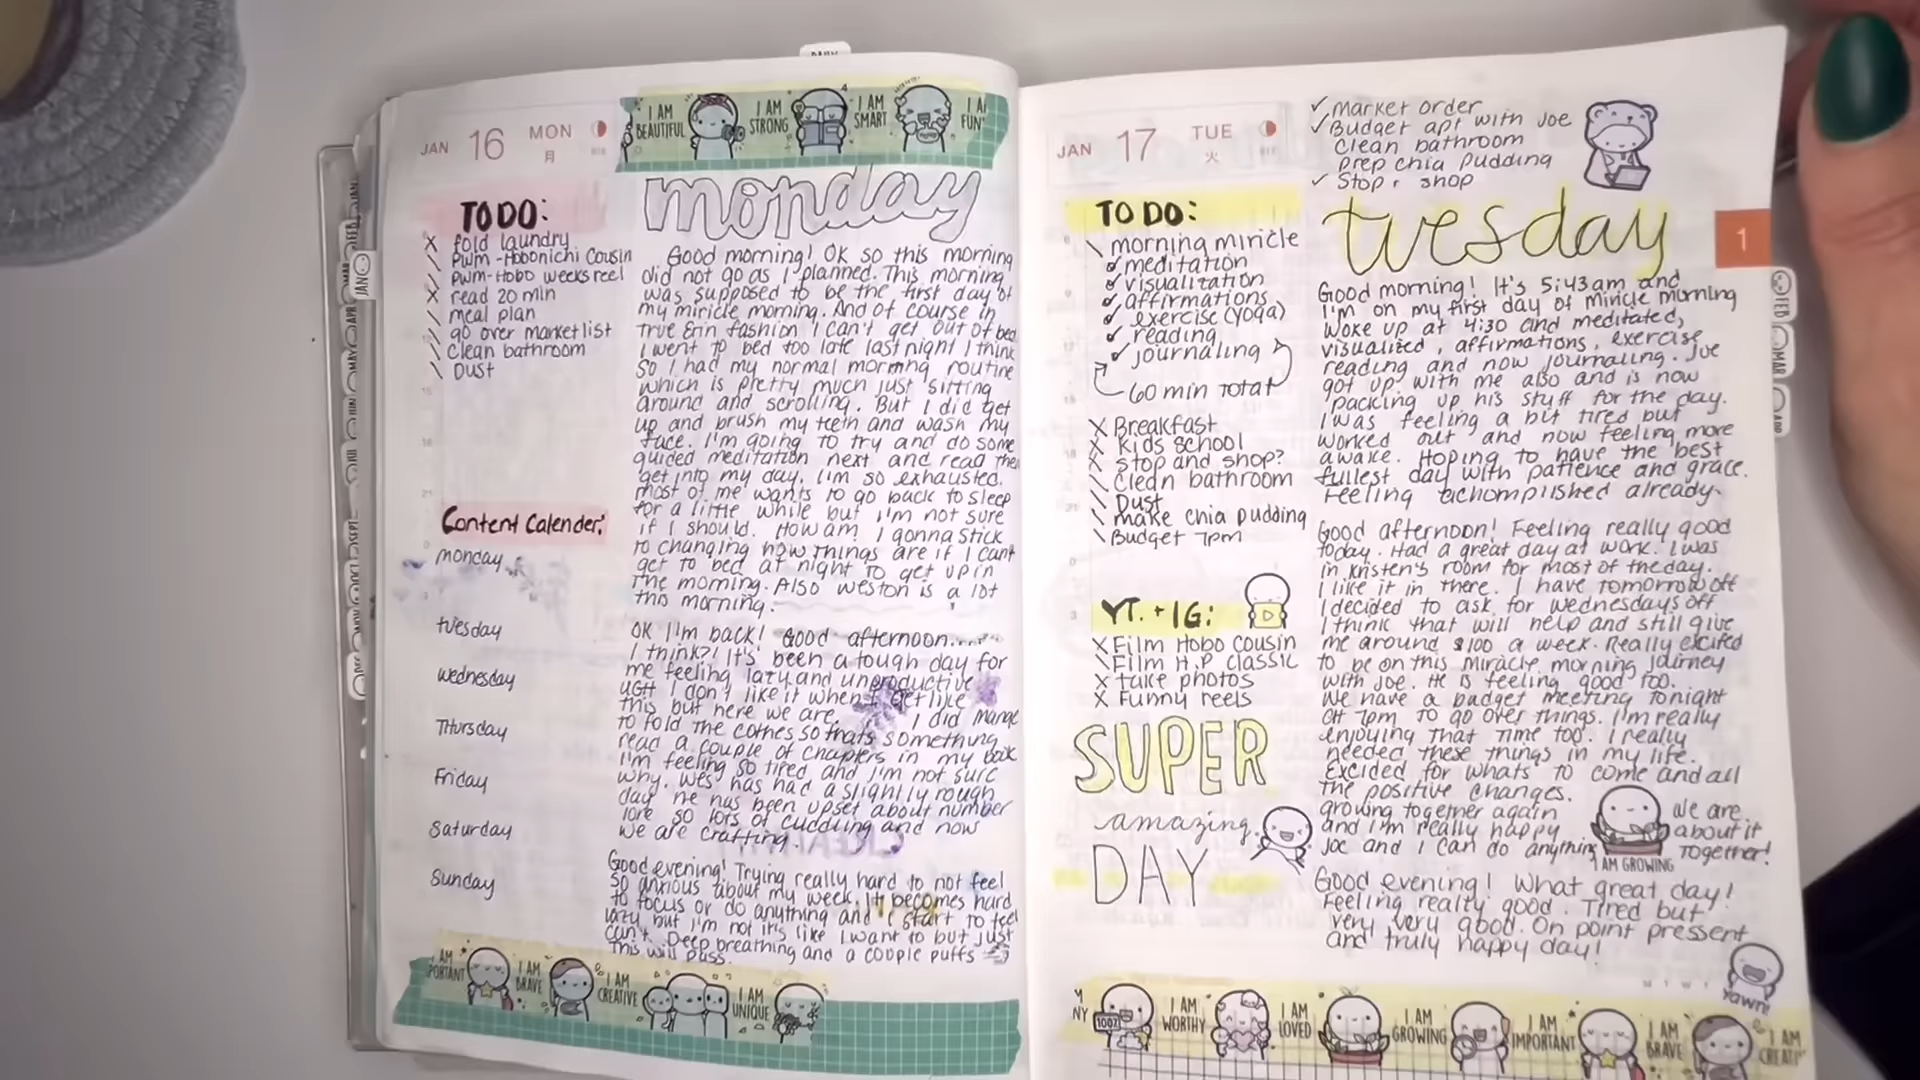 JAN 16 MON
月
I AM BEAUTIFUL
I AM STRONG
I AM SMART
FUN
monday
TO DO:
X fold laundry
\ pwm - Hobonichi Cousin
\ pwm - Hobo weeks reel
X read 20 min
\ meal plan
\ go over market list
\ clean bathroom
\ Dust
Content Calender:
monday
tuesday
wednesday
Thursday
Friday
Saturday
Sunday
Good morning! OK so this morning
did not go as I planned. This morning
was supposed to be the first day of
my miricle morning. And of course in
true Erin fashion I can't get out of bed
I went to bed too late last night I think
So I had my normal morning routine
which is pretty much just sitting
around and scrolling. But I did get
up and brush my teeth and wash my
face. I'm going to try and do some
guided meditation next and read then
get into my day. I'm so exhausted.
most of me wants to go back to sleep
for a little while but I'm not sure
if I should. How am I gonna stick
to changing how things are if I can't
get to bed at night to get up in
the morning. Also Weston is a lot
this morning.
OK I'm back! Good afternoon....
I think?! It's been a tough day for
me feeling lazy and unproductive
ugh I don't like it when I get like
this but here we are. I did mange
to fold the clothes so thats something
read a couple of chapters in my book
I'm feeling so tired and I'm not sure
why. Wes has had a slightly rough
day he has been upset about number
lore so lots of cuddling and now
we are crafting.
Good evening! Trying really hard to not feel
so anxious about my week. It becomes hard
to focus or do anything and I start to feel
lazy but I'm not it's like I want to but just
can't. Deep breathing and a couple puffs
this will pass.
I AM BRAVE
I AM CREATIVE
I AM UNIQUE
JAN 17 TUE
火
✓ market order
✓ Budget apt with Joe
Clean bathroom
prep chia pudding
✓ Stop & shop
tuesday
1
TO DO:
\ morning miricle
✓ meditation
✓ visualization
✓ affirmations
✓ exercise (yoga)
✓ reading
✓ journaling
60 min total
X Breakfast
X Kids school
X stop and shop?
\ Clean bathroom
\ Dust
\ make chia pudding
\ Budget 7pm
YT. + IG:
X Film Hobo Cousin
\ Film H.P classic
X take photos
X Funny reels
SUPER
amazing
DAY
Good morning! It's 5:43am and
I'm on my first day of miricle morning
Woke up at 4:30 and meditated,
visualized, affirmations, exercise
reading and now journaling. Joe
got up with me also and is now
packing up his stuff for the day.
I was feeling a bit tired but
worked out and now feeling more
awake. Hoping to have the best
fullest day with patience and grace.
Feeling achomplished already.
Good afternoon! Feeling really good
today. Had a great day at work. I was
in Kristen's room for most of the day.
I like it in there. I have tomorrow off
I decided to ask for wednesdays off
I think that will help and still give
me around $100 a week. Really excited
to be on this miracle morning journey
with Joe. He is feeling good too.
We have a budget meeting tonight
at 7pm to go over things. I'm really
enjoying that time too. I really
needed these things in my life.
Excided for whats to come and all
the positive changes.
growing together again
and I'm really happy
Joe and I can do anything
we are
about it
together!
I AM GROWING
Good evening! What great day!
Feeling really good. Tired but
very very good. On point pressent
and truly happy day!
Yawn!
I AM WORTHY
I AM LOVED
I AM GROWING
I AM IMPORTANT
I AM BRAVE
I AM
JAN
FEB
MAR